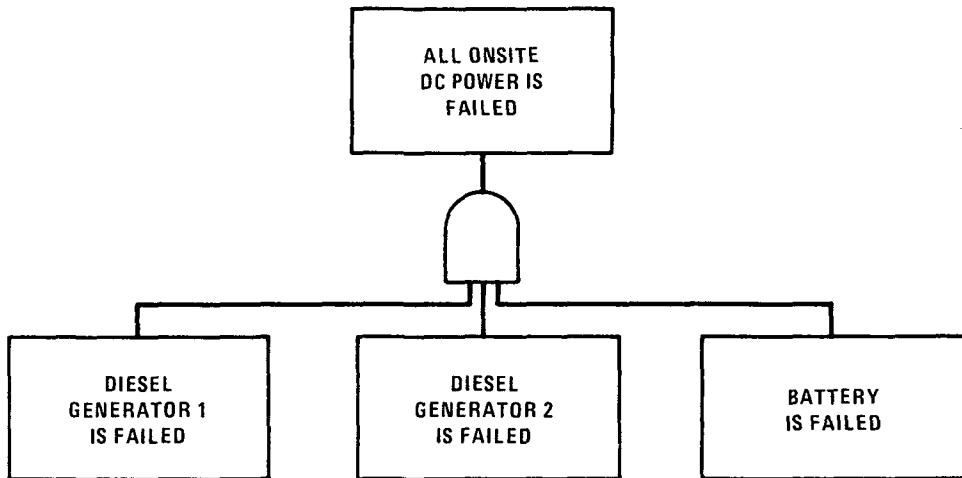 ALL ONSITE
DC POWER IS
FAILED
DIESEL
GENERATOR 1
IS FAILED
DIESEL
GENERATOR 2
IS FAILED
BATTERY
IS FAILED